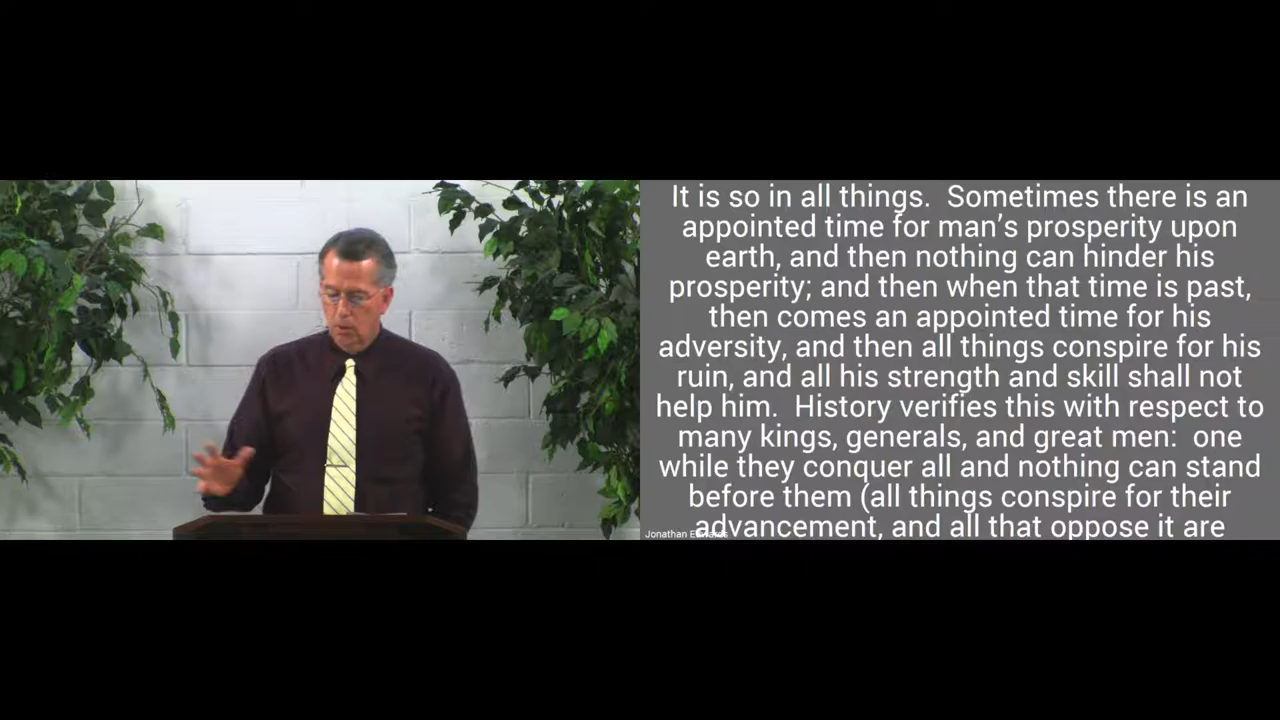 It is so in all things. Sometimes there is an
appointed time for man's prosperity upon
earth, and then nothing can hinder his
prosperity; and then when that time is past,
then comes an appointed time for his
adversity, and then all things conspire for his
ruin, and all his strength and skill shall not
help him. History verifies this with respect to
many kings, generals, and great men: one
while they conquer all and nothing can stand
before them (all things conspire for their
advancement, and all that oppose it are
Jonathan Edwards